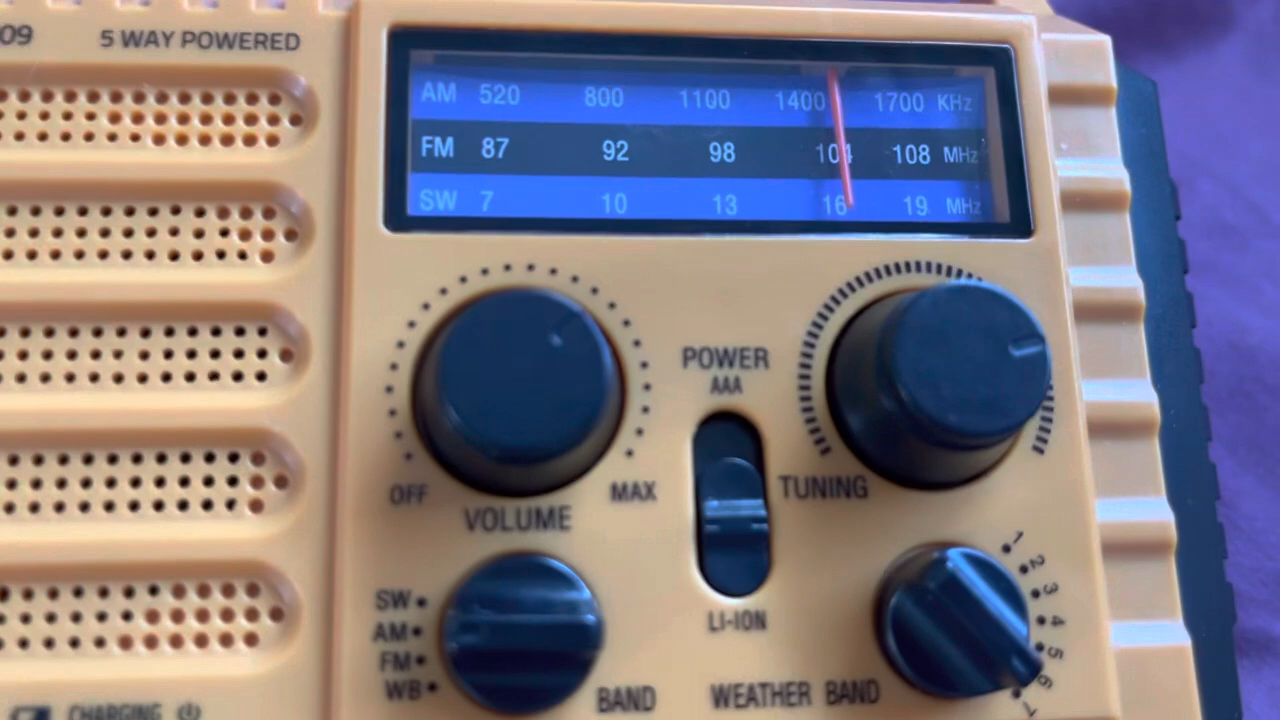 09 5 WAY POWERED
AM 520 800 1100 1400 1700 KHz
FM 87 92 98 104 108 MHz
SW 7 10 13 16 19 MHz
POWER
AAA
OFF MAX
VOLUME
TUNING
LI-ION
SW
AM
FM
WB
BAND
1
2
3
4
5
6
7
WEATHER BAND
CHARGING